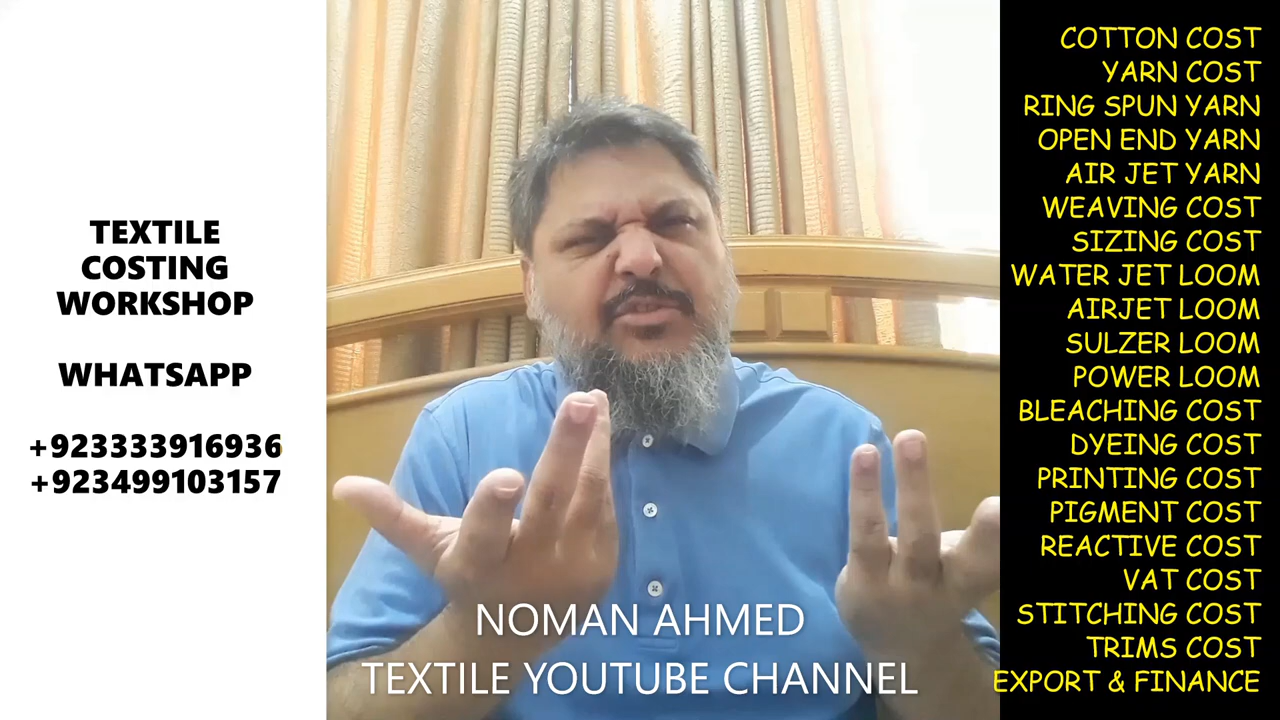 TEXTILE
COSTING
WORKSHOP
WHATSAPP
+923333916936
+923499103157
NOMAN AHMED
TEXTILE YOUTUBE CHANNEL
COTTON COST
YARN COST
RING SPUN YARN
OPEN END YARN
AIR JET YARN
WEAVING COST
SIZING COST
WATER JET LOOM
AIRJET LOOM
SULZER LOOM
POWER LOOM
BLEACHING COST
DYEING COST
PRINTING COST
PIGMENT COST
REACTIVE COST
VAT COST
STITCHING COST
TRIMS COST
EXPORT & FINANCE